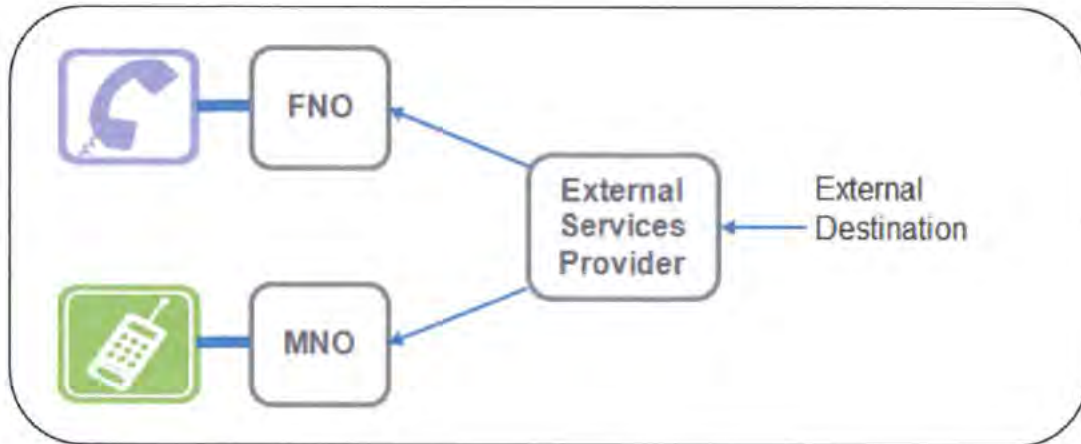 FNO
External
Services
Provider
External
Destination
MNO